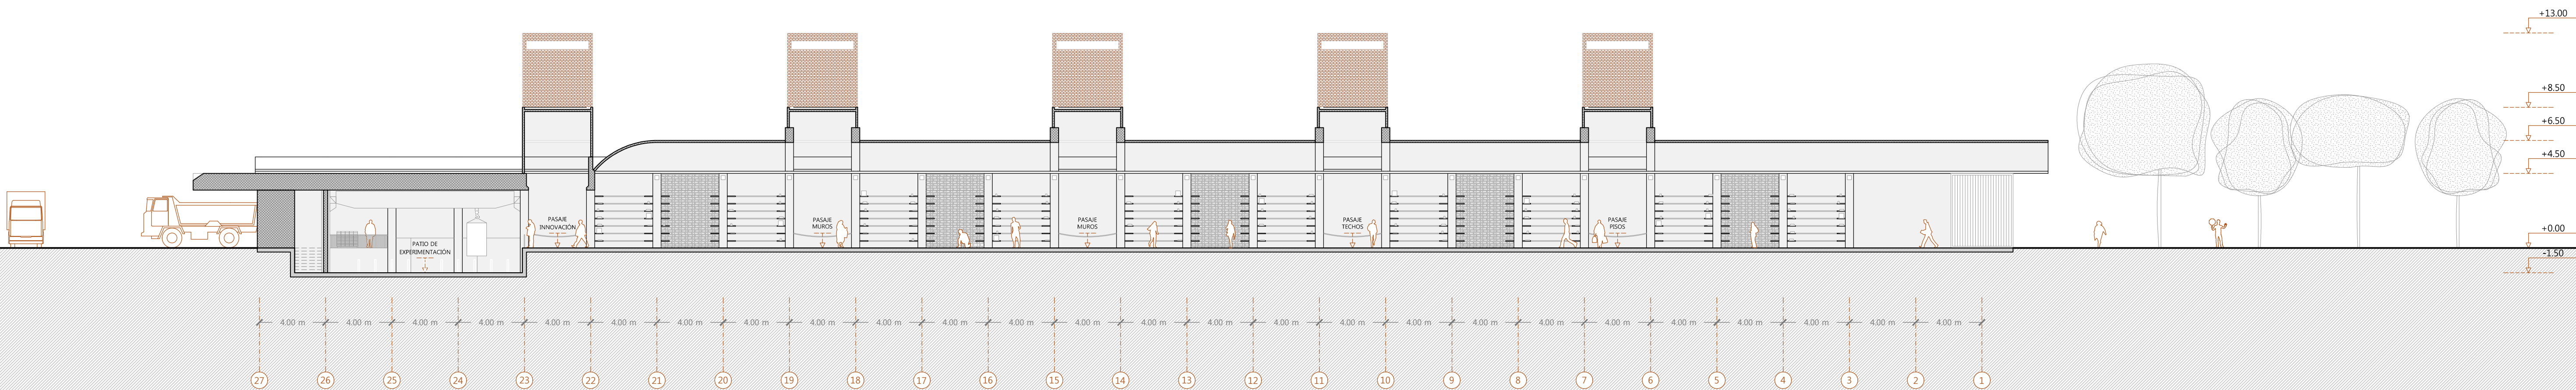 +13.00
+8.50
+6.50
+4.50
PASAJE
INNOVACIÓN
PASAJE
MUROS
PASAJE
MUROS
PASAJE
TECHOS
PASAJE
PISOS
+0.00
PATIO DE
EXPERIMENTACIÓN
-1.50
4.00 m 4.00 m 4.00 m 4.00 m 4.00 m 4.00 m 4.00 m 4.00 m 4.00 m 4.00 m 4.00 m 4.00 m 4.00 m 4.00 m 4.00 m 4.00 m 4.00 m 4.00 m 4.00 m 4.00 m 4.00 m 4.00 m 4.00 m 4.00 m 4.00 m 4.00 m
27 26 25 24 23 22 21 20 19 18 17 16 15 14 13 12 11 10 9 8 7 6 5 4 3 2 1